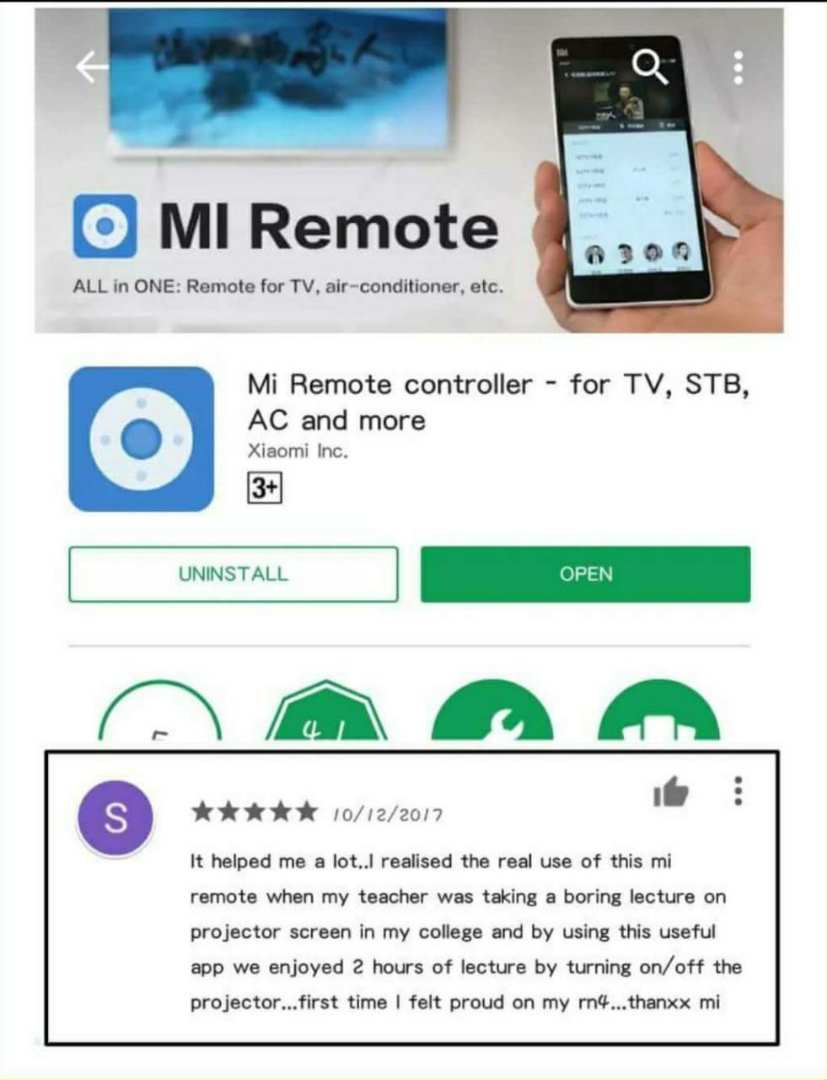 MI Remote
ALL in ONE: Remote for TV, air-conditioner, etc.
Mi Remote controller - for TV, STB,
AC and more
Xiaomi Inc.
3+
UNINSTALL
OPEN
S
10/12/2017
It helped me a lot..I realised the real use of this mi
remote when my teacher was taking a boring lecture on
projector screen in my college and by using this useful
app we enjoyed 2 hours of lecture by turning on/off the
projector...first time I felt proud on my rn4...thanxx mi